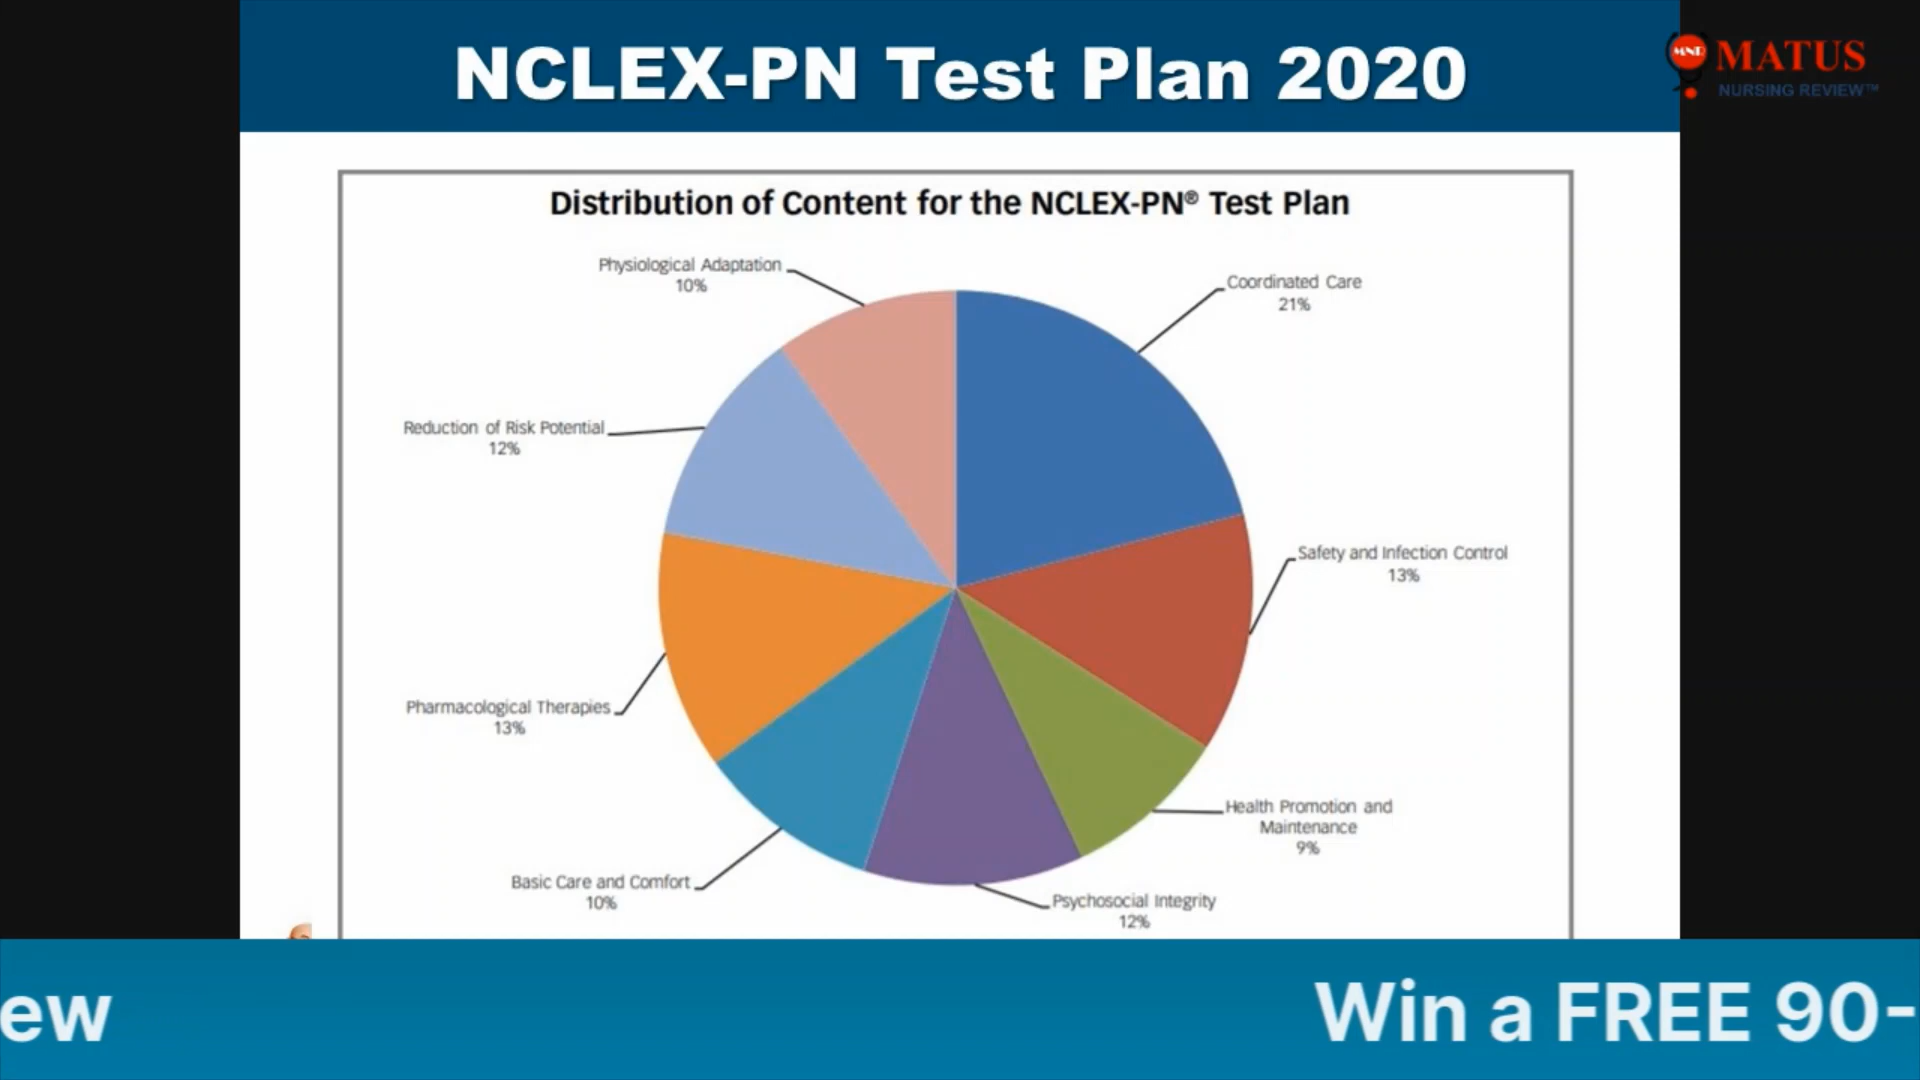 NCLEX-PN Test Plan 2020
MNR
MATUS
NURSING REVIEW™
Distribution of Content for the NCLEX-PN® Test Plan
Physiological Adaptation
10%
Coordinated Care
21%
Reduction of Risk Potential
12%
Safety and Infection Control
13%
Pharmacological Therapies
13%
Health Promotion and
Maintenance
9%
Basic Care and Comfort
10%
Psychosocial Integrity
12%
ew
Win a FREE 90-